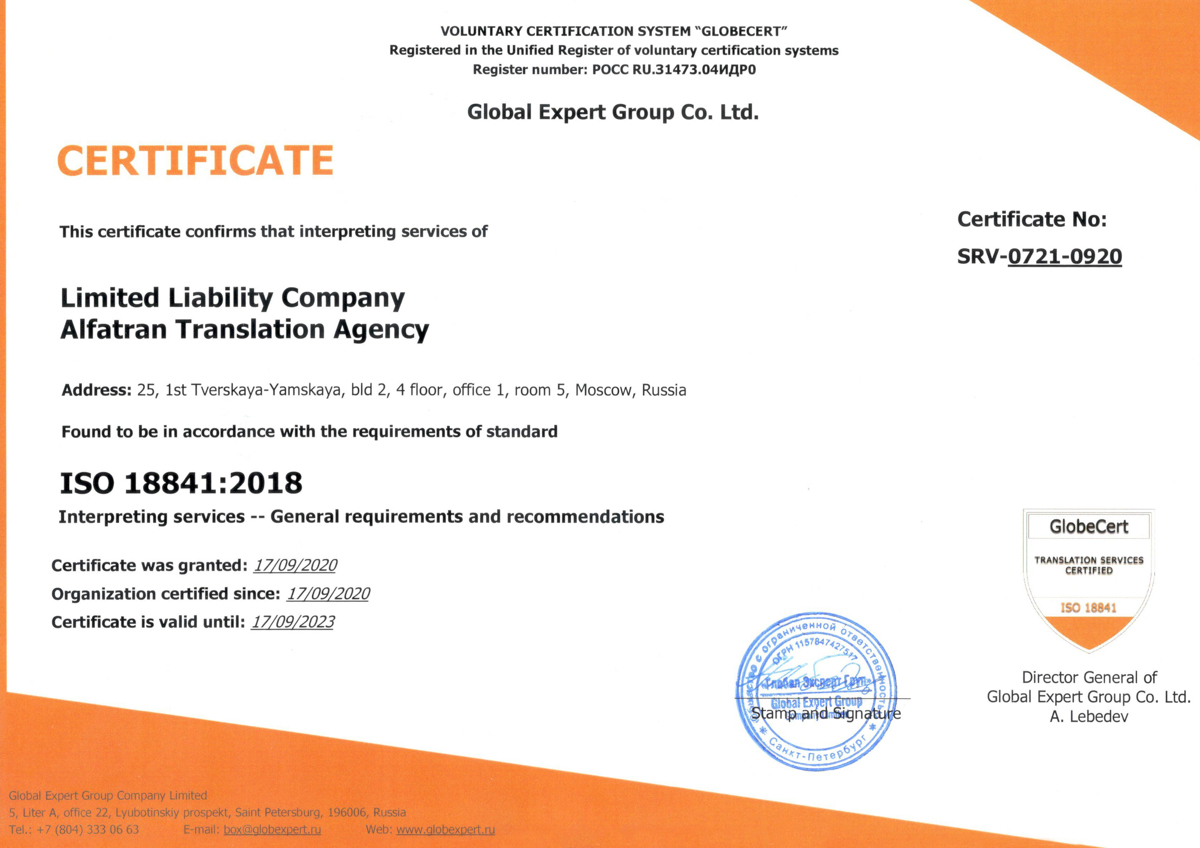 VOLUNTARY CERTIFICATION SYSTEM “GLOBECERT”
Registered in the Unified Register of voluntary certification systems
Register number: РОСС RU.31473.04ИДР0
Global Expert Group Co. Ltd.
CERTIFICATE
This certificate confirms that interpreting services of
Certificate No:
SRV-0721-0920
Limited Liability Company
Alfatran Translation Agency
Address: 25, 1st Tverskaya-Yamskaya, bld 2, 4 floor, office 1, room 5, Moscow, Russia
Found to be in accordance with the requirements of standard
ISO 18841:2018
Interpreting services -- General requirements and recommendations
Certificate was granted: 17/09/2020
Organization certified since: 17/09/2020
Certificate is valid until: 17/09/2023
GlobeCert
TRANSLATION SERVICES
CERTIFIED
ISO 18841
с ограниченной ответственностью
ОГРН 1157847427517
«Глобал Эксперт Груп»
Global Expert Group
Санкт-Петербург
Stamp and Signature
Director General of
Global Expert Group Co. Ltd.
A. Lebedev
Global Expert Group Company Limited
5, Liter A, office 22, Lyubotinskiy prospekt, Saint Petersburg, 196006, Russia
Tel.: +7 (804) 333 06 63 E-mail: box@globexpert.ru Web: www.globexpert.ru